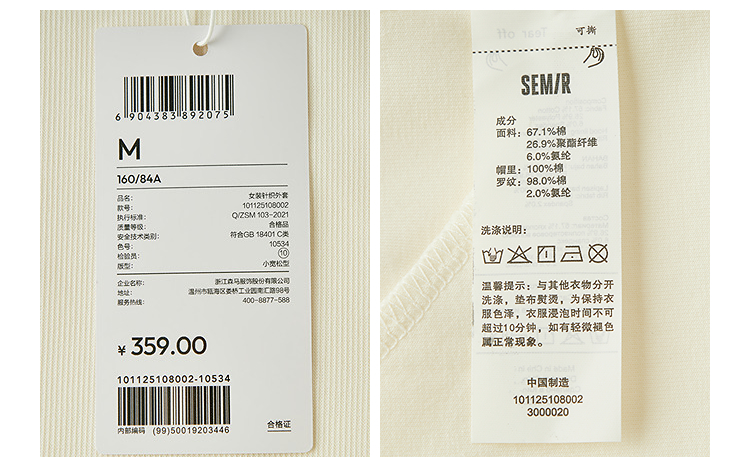 6 904383 892075
M
160/84A
品名: 女装针织外套
款号: 101125108002
执行标准: Q/ZSM 103-2021
质量等级: 合格品
安全技术类别: 符合GB 18401 C类
色号: 10534
检验员: ⑩
版型: 小宽松型
企业名称: 浙江森马服饰股份有限公司
地址: 温州市瓯海区娄桥工业园南汇路98号
服务热线: 400-8877-588
¥ 359.00
101125108002-10534
内部编码 (99)50019203446
合格证
Tear off
可撕
SEM/R
成分
面料: 67.1%棉
26.9%聚酯纤维
6.0%氨纶
帽里: 100%棉
罗纹: 98.0%棉
2.0%氨纶
洗涤说明:
温馨提示: 与其他衣物分开
洗涤, 垫布熨烫, 为保持衣
服色泽, 衣服浸泡时间不可
超过10分钟, 如有轻微褪色
属正常现象。
中国制造
101125108002
3000020